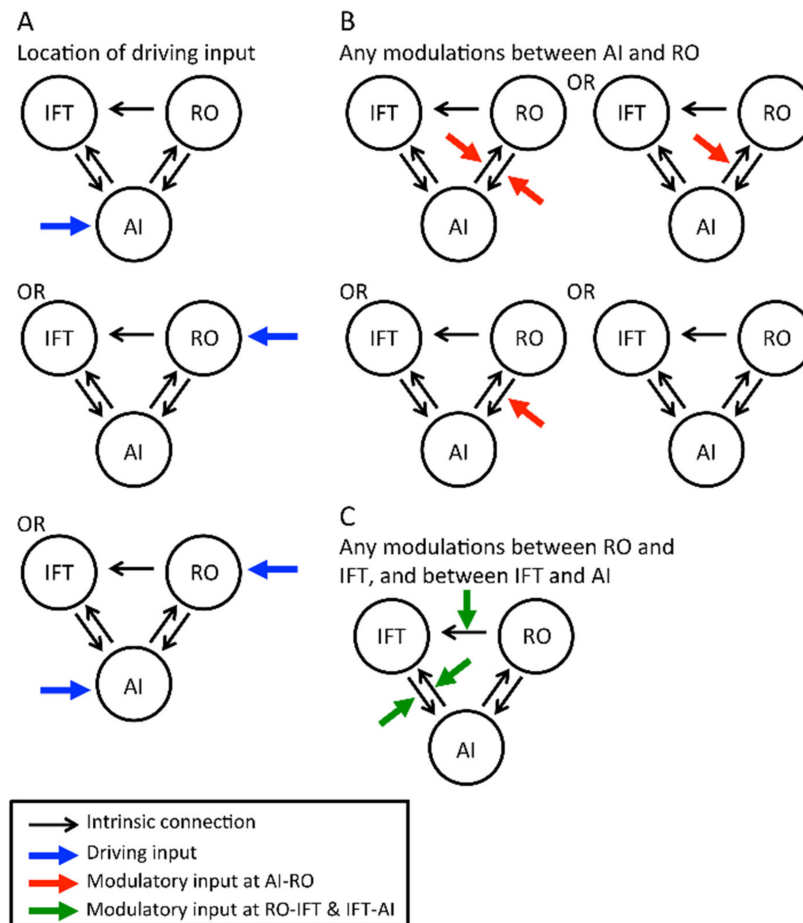 A
Location of driving input
IFT
RO
AI
OR
IFT
RO
AI
OR
IFT
RO
AI
B
Any modulations between AI and RO
IFT
RO
AI
OR
IFT
RO
AI
OR
IFT
RO
AI
OR
IFT
RO
AI
C
Any modulations between RO and
IFT, and between IFT and AI
IFT
RO
AI
Intrinsic connection
Driving input
Modulatory input at AI-RO
Modulatory input at RO-IFT & IFT-AI